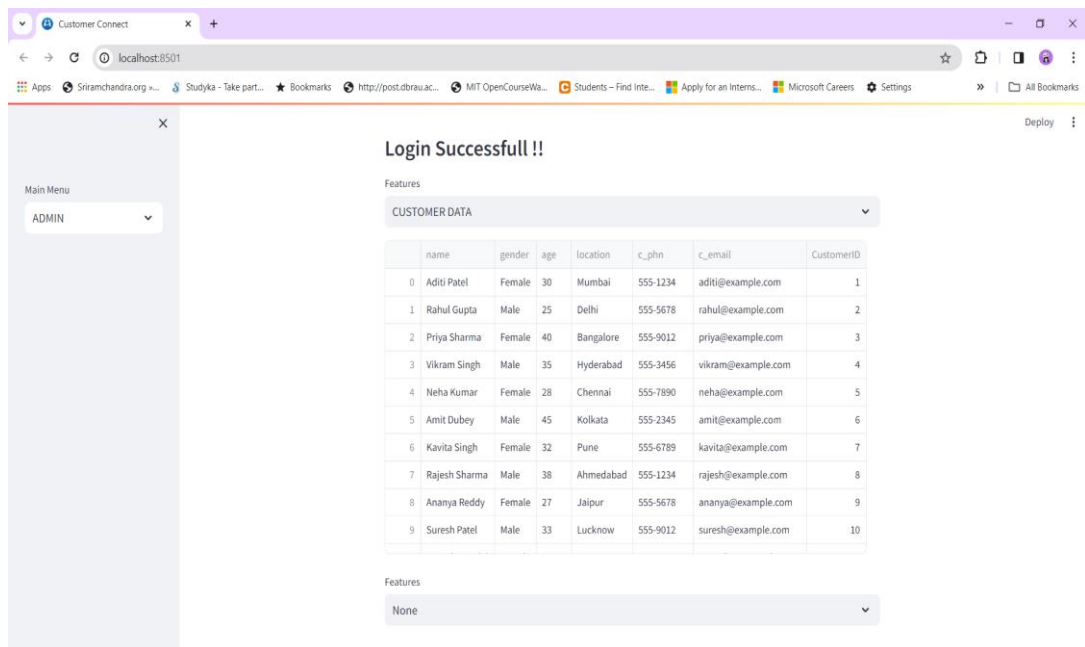 Customer Connect
localhost:8501
Apps Sriramchandra.org »... Studyka - Take part... Bookmarks http://post.dbrau.ac... MIT OpenCourseWa... Students – Find Inte... Apply for an Interns... Microsoft Careers Settings » All Bookmarks
Deploy
Login Successfull !!
Features
Main Menu
CUSTOMER DATA
ADMIN
name gender age location c_phn c_email CustomerID
0 Aditi Patel Female 30 Mumbai 555-1234 aditi@example.com 1
1 Rahul Gupta Male 25 Delhi 555-5678 rahul@example.com 2
2 Priya Sharma Female 40 Bangalore 555-9012 priya@example.com 3
3 Vikram Singh Male 35 Hyderabad 555-3456 vikram@example.com 4
4 Neha Kumar Female 28 Chennai 555-7890 neha@example.com 5
5 Amit Dubey Male 45 Kolkata 555-2345 amit@example.com 6
6 Kavita Singh Female 32 Pune 555-6789 kavita@example.com 7
7 Rajesh Sharma Male 38 Ahmedabad 555-1234 rajesh@example.com 8
8 Ananya Reddy Female 27 Jaipur 555-5678 ananya@example.com 9
9 Suresh Patel Male 33 Lucknow 555-9012 suresh@example.com 10
Features
None